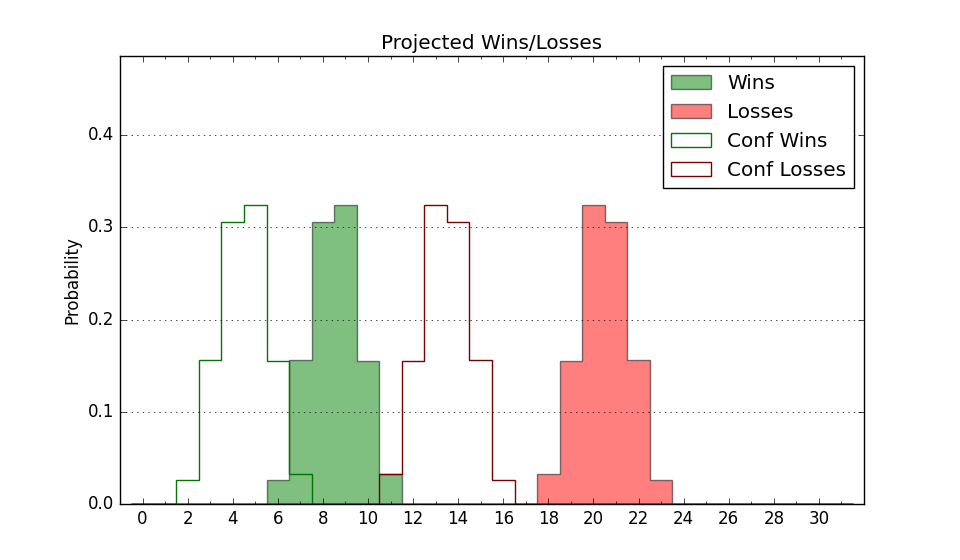 Projected Wins/Losses
Wins
Losses
Conf Wins
Conf Losses
Probability
0.4
0.3
0.2
0.1
0.0
0 2 4 6 8 10 12 14 16 18 20 22 24 26 28 30